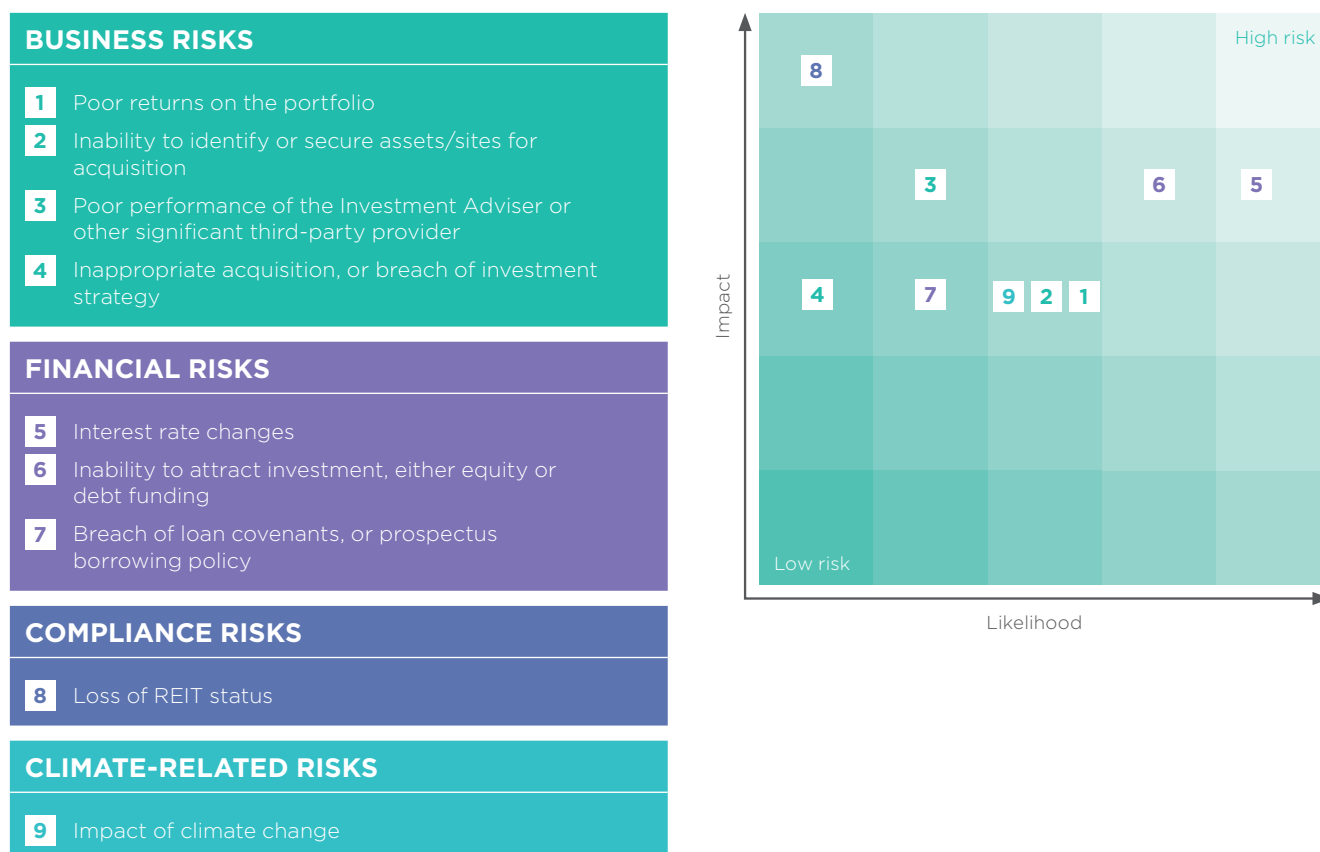 BUSINESS RISKS
1 Poor returns on the portfolio
2 Inability to identify or secure assets/sites for
acquisition
3 Poor performance of the Investment Adviser or
other significant third-party provider
4 Inappropriate acquisition, or breach of investment
strategy
FINANCIAL RISKS
5 Interest rate changes
6 Inability to attract investment, either equity or
debt funding
7 Breach of loan covenants, or prospectus
borrowing policy
COMPLIANCE RISKS
8 Loss of REIT status
CLIMATE-RELATED RISKS
9 Impact of climate change
High risk
8
3
6
5
Impact
4
7
9
2
1
Low risk
Likelihood